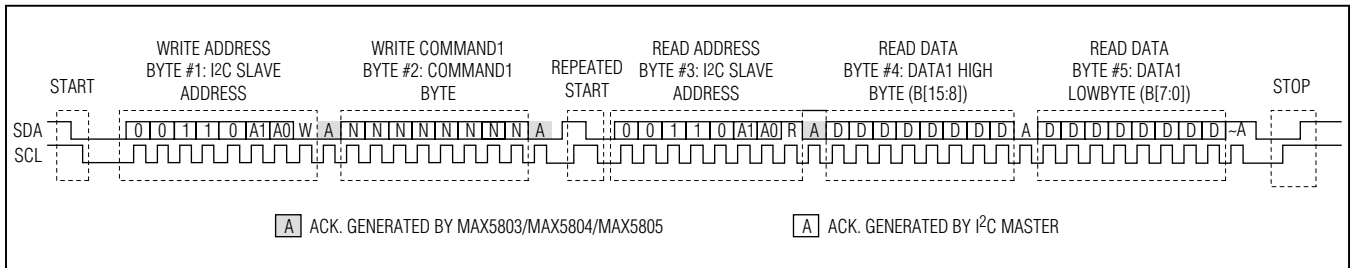 START
WRITE ADDRESS
BYTE #1: I²C SLAVE
ADDRESS
WRITE COMMAND1
BYTE #2: COMMAND1
BYTE
REPEATED
START
READ ADDRESS
BYTE #3: I²C SLAVE
ADDRESS
READ DATA
BYTE #4: DATA1 HIGH
BYTE (B[15:8])
READ DATA
BYTE #5: DATA1
LOWBYTE (B[7:0])
STOP
SDA 0 0 1 1 0 A1 A0 W A N N N N N N N N A 0 0 1 1 0 A1 A0 R A D D D D D D D D A D D D D D D D D ~A
SCL
A ACK. GENERATED BY MAX5803/MAX5804/MAX5805
A ACK. GENERATED BY I²C MASTER